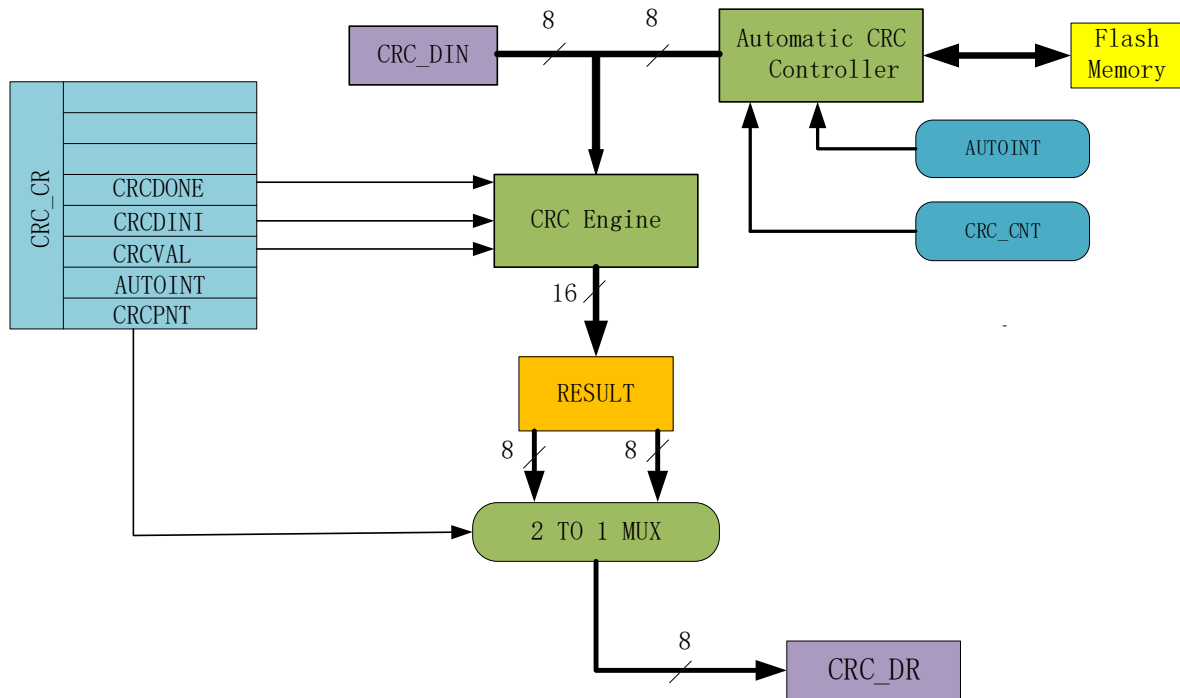 8
8
CRC_DIN
Automatic CRC
Controller
Flash
Memory
AUTOINT
CRC_CNT
CRC_CR
CRCDONE
CRCDINI
CRCVAL
AUTOINT
CRCPNT
CRC Engine
16
RESULT
8
8
2 TO 1 MUX
8
CRC_DR